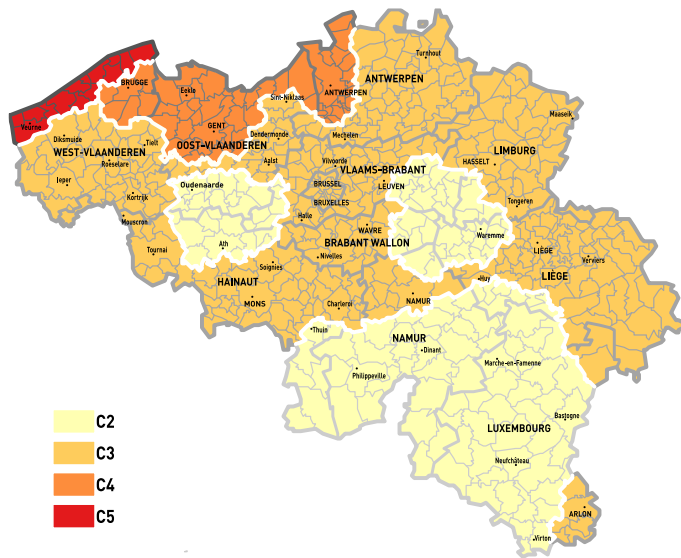 Turnhout
ANTWERPEN
BRUGGE
Eeklo
ANTWERPEN
Sint-Niklaas
Maaseik
Veurne
GENT
Diksmuide
Tielt
OOST-VLAANDEREN
Dendermonde
Mechelen
WEST-VLAANDEREN
Roeselare
Aalst
Vilvoorde
VLAAMS-BRABANT
HASSELT
LIMBURG
Ieper
Oudenaarde
BRUSSEL
LEUVEN
Kortrijk
BRUXELLES
Tongeren
Mouscron
Halle
WAVRE
Waremme
Tournai
Ath
BRABANT WALLON
LIÈGE
Nivelles
Verviers
Soignies
HAINAUT
Huy
LIÈGE
MONS
Charleroi
NAMUR
Thuin
NAMUR
Dinant
Marche-en-Famenne
Philippeville
Bastogne
C2
LUXEMBOURG
C3
Neufchâteau
C4
C5
ARLON
Virton